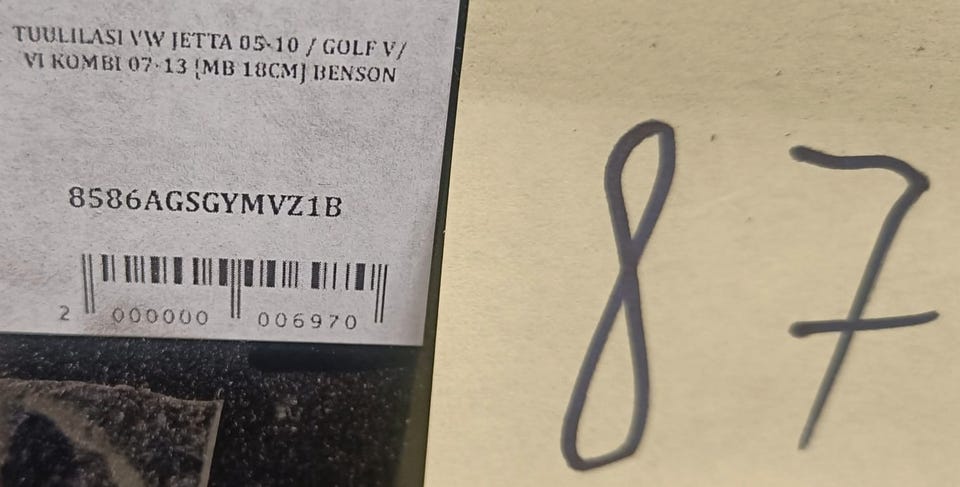 TUULILASI VW JETTA 05-10 / GOLF V/
VI KOMBI 07-13 [MB 18CM] BENSON
8586AGSGYMVZ1B
2 000000 006970
87